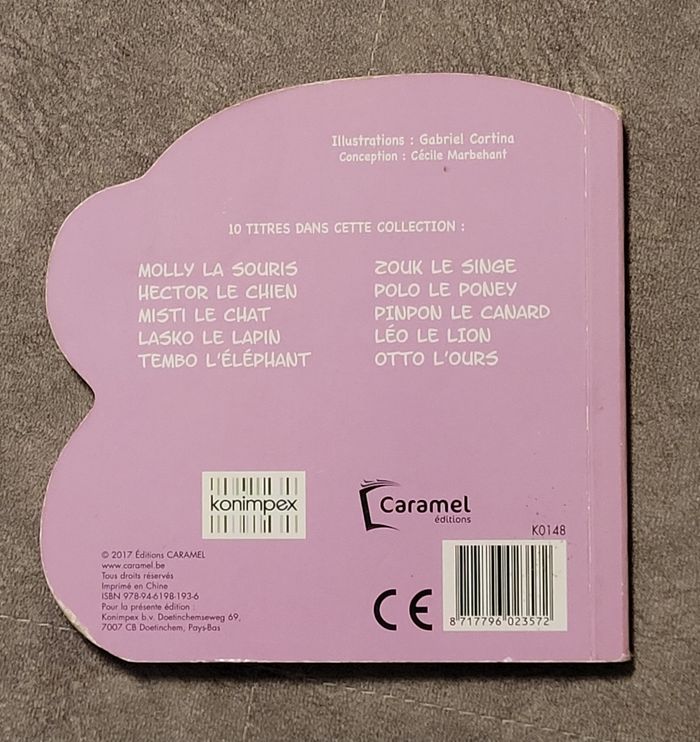 Illustrations : Gabriel Cortina
Conception : Cécile Marbehant
10 TITRES DANS CETTE COLLECTION :
MOLLY LA SOURIS
HECTOR LE CHIEN
MISTI LE CHAT
LASKO LE LAPIN
TEMBO L'ÉLÉPHANT
ZOUK LE SINGE
POLO LE PONEY
PINPON LE CANARD
LÉO LE LION
OTTO L'OURS
konimpex
Caramel
éditions
K0148
© 2017 Éditions CARAMEL
www.caramel.be
Tous droits réservés
Imprimé en Chine
ISBN 978-94-6198-193-6
Pour la présente édition :
Konimpex b.v. Doetinchemseweg 69,
7007 CB Doetinchem, Pays-Bas
CE
8 717796 023572